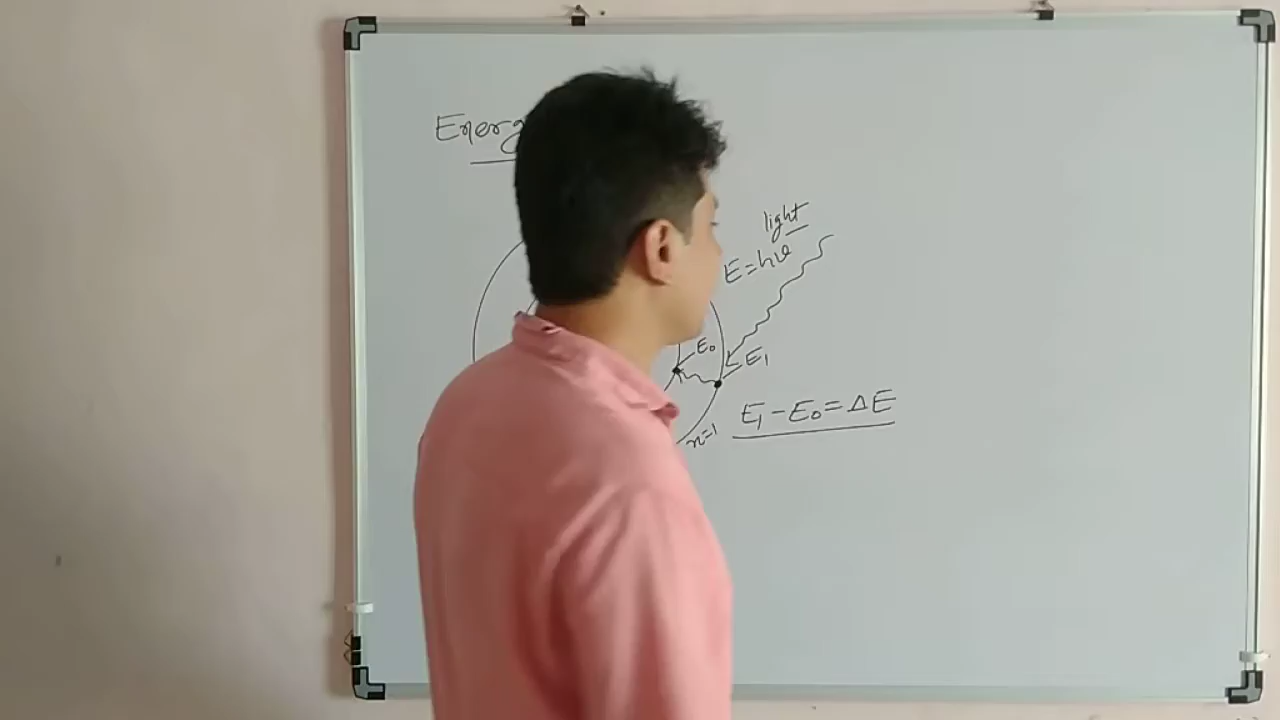 Energ
light
E=hν
E₀
E₁
E₁-E₀=ΔE
n=1